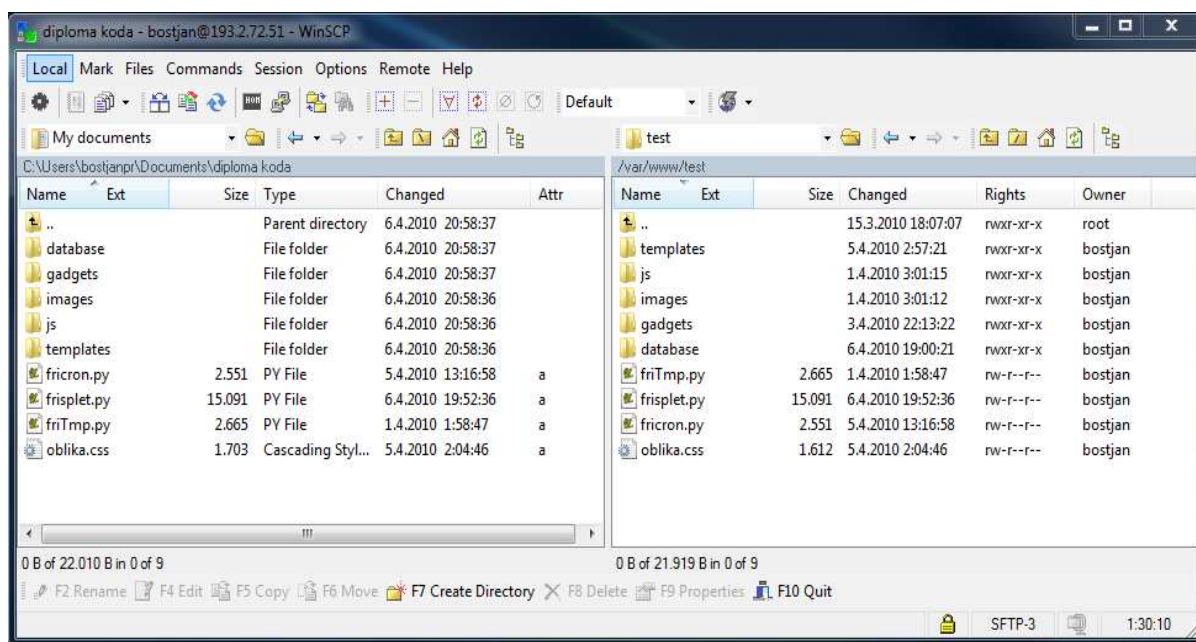 diploma koda - bostjan@193.2.72.51 - WinSCP
Local Mark Files Commands Session Options Remote Help
Default
My documents test
C:\Users\bostjanpr\Documents\diploma koda /var/www/test
Name Ext Size Type Changed Attr Name Ext Size Changed Rights Owner
.. Parent directory 6.4.2010 20:58:37 .. 15.3.2010 18:07:07 rwxr-xr-x root
database File folder 6.4.2010 20:58:37 templates 5.4.2010 2:57:21 rwxr-xr-x bostjan
gadgets File folder 6.4.2010 20:58:37 js 1.4.2010 3:01:15 rwxr-xr-x bostjan
images File folder 6.4.2010 20:58:36 images 1.4.2010 3:01:12 rwxr-xr-x bostjan
js File folder 6.4.2010 20:58:36 gadgets 3.4.2010 22:13:22 rwxr-xr-x bostjan
templates File folder 6.4.2010 20:58:36 database 6.4.2010 19:00:21 rwxr-xr-x bostjan
fricron.py 2.551 PY File 5.4.2010 13:16:58 a friTmp.py 2.665 1.4.2010 1:58:47 rw-r--r-- bostjan
frisplet.py 15.091 PY File 6.4.2010 19:52:36 a frisplet.py 15.091 6.4.2010 19:52:36 rw-r--r-- bostjan
friTmp.py 2.665 PY File 1.4.2010 1:58:47 a fricron.py 2.551 5.4.2010 13:16:58 rw-r--r-- bostjan
oblika.css 1.703 Cascading Styl... 5.4.2010 2:04:46 a oblika.css 1.612 5.4.2010 2:04:46 rw-r--r-- bostjan
0 B of 22.010 B in 0 of 9 0 B of 21.919 B in 0 of 9
F2 Rename F4 Edit F5 Copy F6 Move F7 Create Directory F8 Delete F9 Properties F10 Quit
SFTP-3 1:30:10